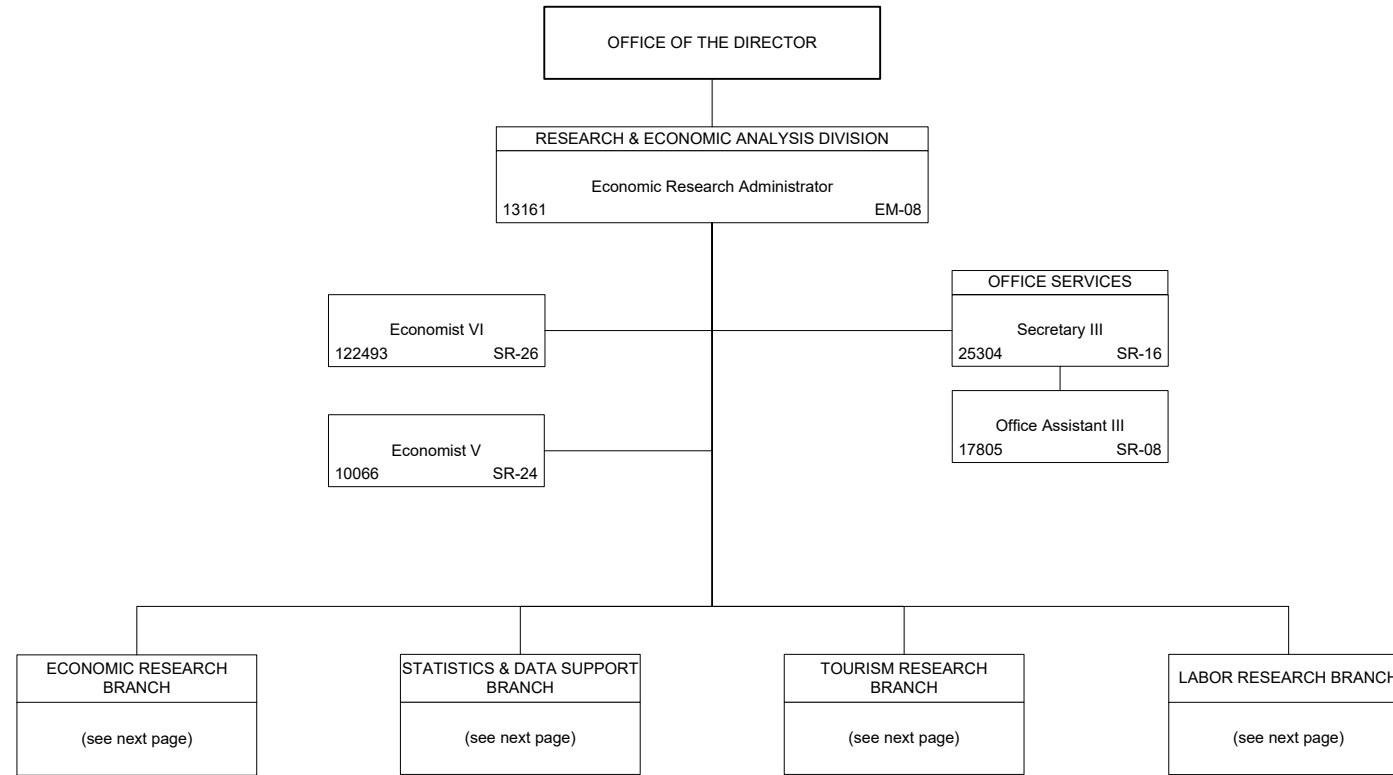 OFFICE OF THE DIRECTOR
RESEARCH & ECONOMIC ANALYSIS DIVISION
Economic Research Administrator
13161 EM-08
Economist VI
122493 SR-26
OFFICE SERVICES
Secretary III
25304 SR-16
Economist V
10066 SR-24
Office Assistant III
17805 SR-08
ECONOMIC RESEARCH
BRANCH
(see next page)
STATISTICS & DATA SUPPORT
BRANCH
(see next page)
TOURISM RESEARCH
BRANCH
(see next page)
LABOR RESEARCH BRANCH
(see next page)